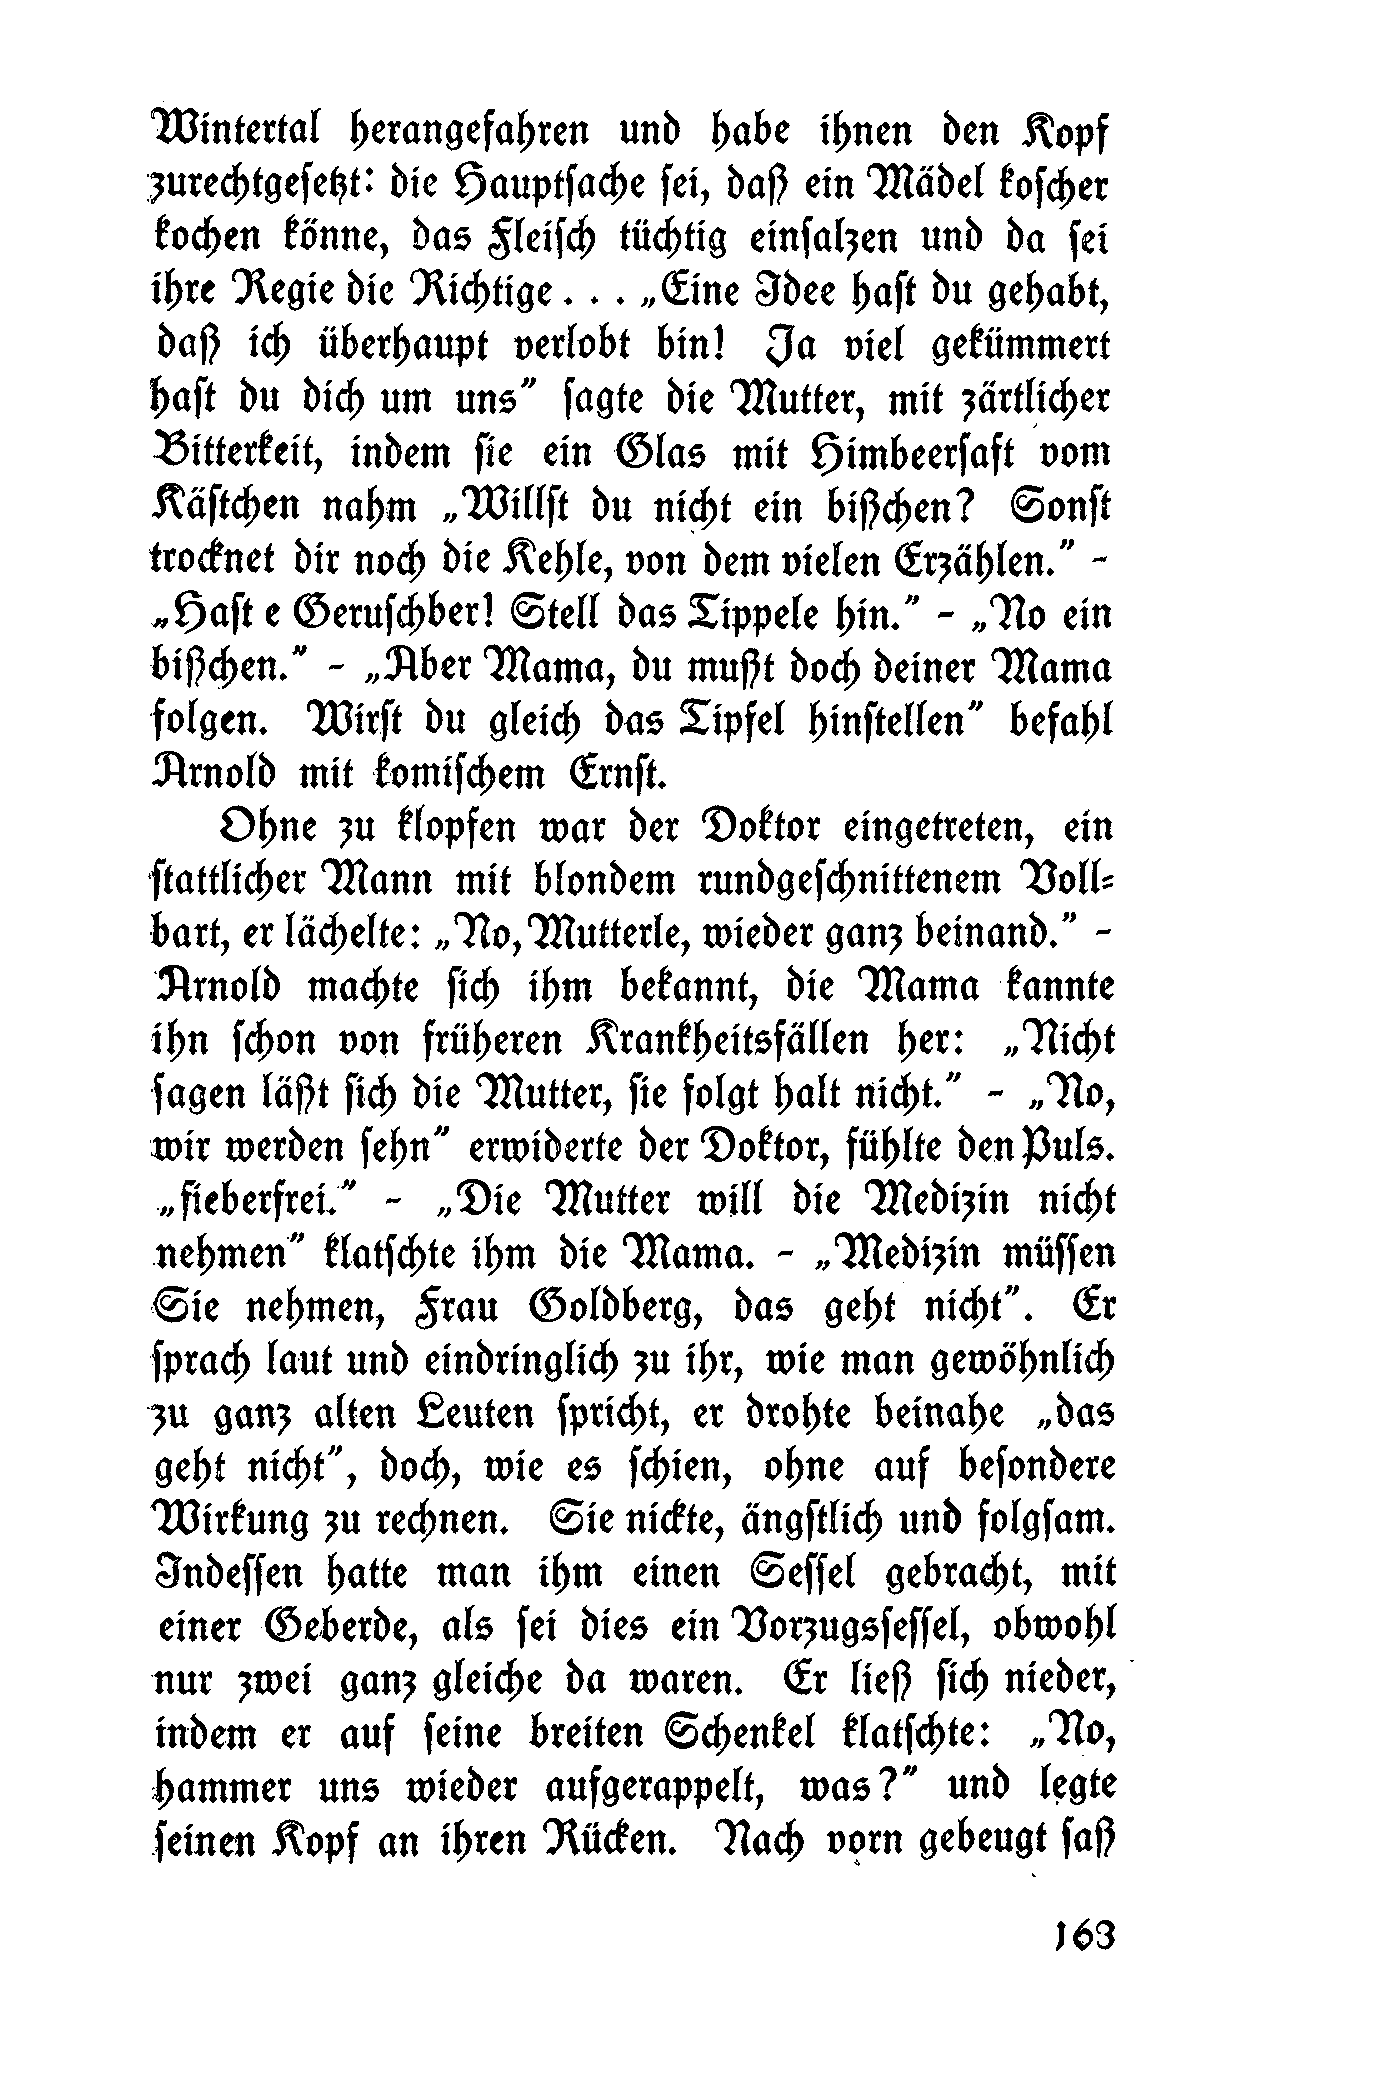 Wintertal herangefahren und habe ihnen den Kopf
zurechtgesetzt: die Hauptsache sei, daß ein Mädel koscher
kochen könne, das Fleisch tüchtig einsalzen und da sei
ihre Regie die Richtige . . . „Eine Idee hast du gehabt,
daß ich überhaupt verlobt bin! Ja viel gekümmert
hast du dich um uns” sagte die Mutter, mit zärtlicher
Bitterkeit, indem sie ein Glas mit Himbeersaft vom
Kästchen nahm „Willst du nicht ein bißchen? Sonst
trocknet dir noch die Kehle, von dem vielen Erzählen.” –
„Hast e Geruschber! Stell das Tippele hin.” – „No ein
bißchen.” – „Aber Mama, du mußt doch deiner Mama
folgen. Wirst du gleich das Tipfel hinstellen” befahl
Arnold mit komischem Ernst.
Ohne zu klopfen war der Doktor eingetreten, ein
stattlicher Mann mit blondem rundgeschnittenem Voll-
bart, er lächelte: „No, Mutterle, wieder ganz beinand.” –
Arnold machte sich ihm bekannt, die Mama kannte
ihn schon von früheren Krankheitsfällen her: „Nicht
sagen läßt sich die Mutter, sie folgt halt nicht.” – „No,
wir werden sehn” erwiderte der Doktor, fühlte den Puls.
„fieberfrei.” – „Die Mutter will die Medizin nicht
nehmen” klatschte ihm die Mama. – „Medizin müssen
Sie nehmen, Frau Goldberg, das geht nicht”. Er
sprach laut und eindringlich zu ihr, wie man gewöhnlich
zu ganz alten Leuten spricht, er drohte beinahe „das
geht nicht”, doch, wie es schien, ohne auf besondere
Wirkung zu rechnen. Sie nickte, ängstlich und folgsam.
Indessen hatte man ihm einen Sessel gebracht, mit
einer Geberde, als sei dies ein Vorzugssessel, obwohl
nur zwei ganz gleiche da waren. Er ließ sich nieder,
indem er auf seine breiten Schenkel klatschte: „No,
hammer uns wieder aufgerappelt, was?” und legte
seinen Kopf an ihren Rücken. Nach vorn gebeugt saß
163